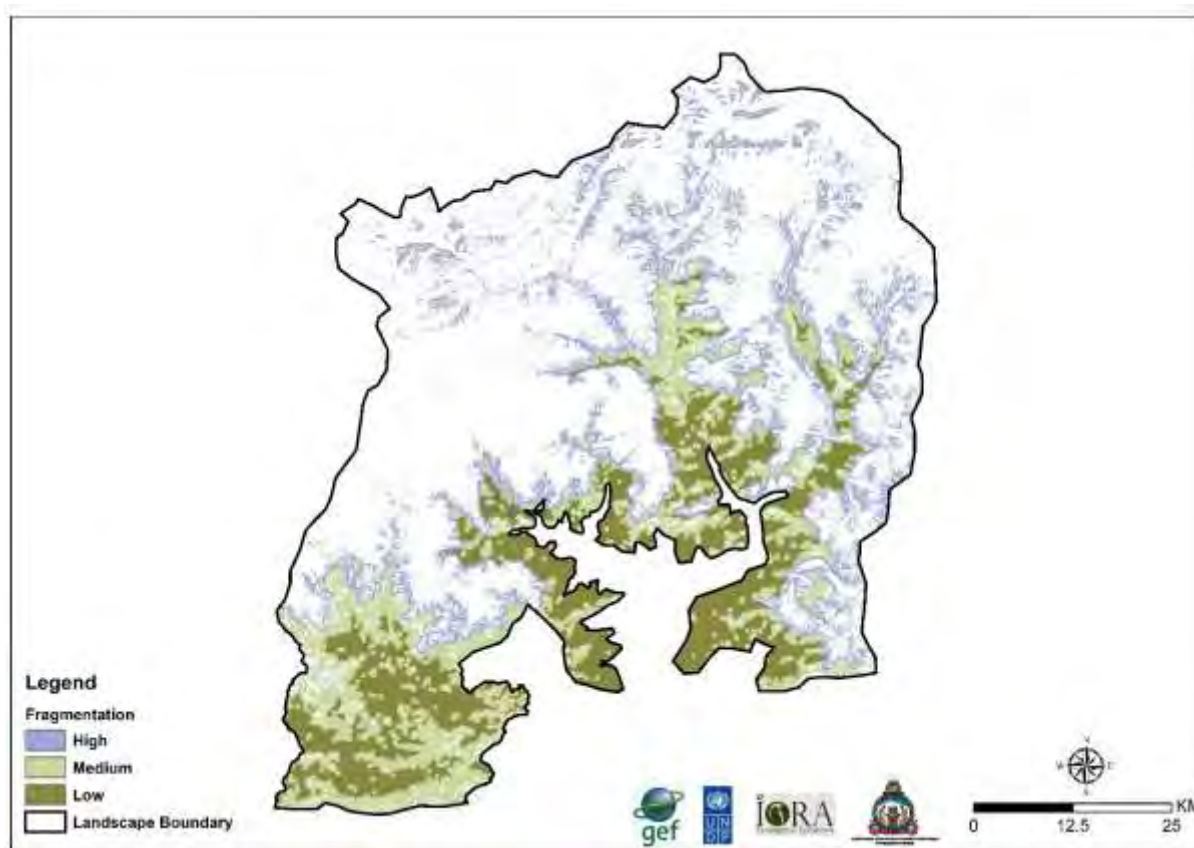 Legend
Fragmentation
High
Medium
Low
Landscape Boundary
gef
U N
D P
iORA
N
W E
S
KM
0 12.5 25